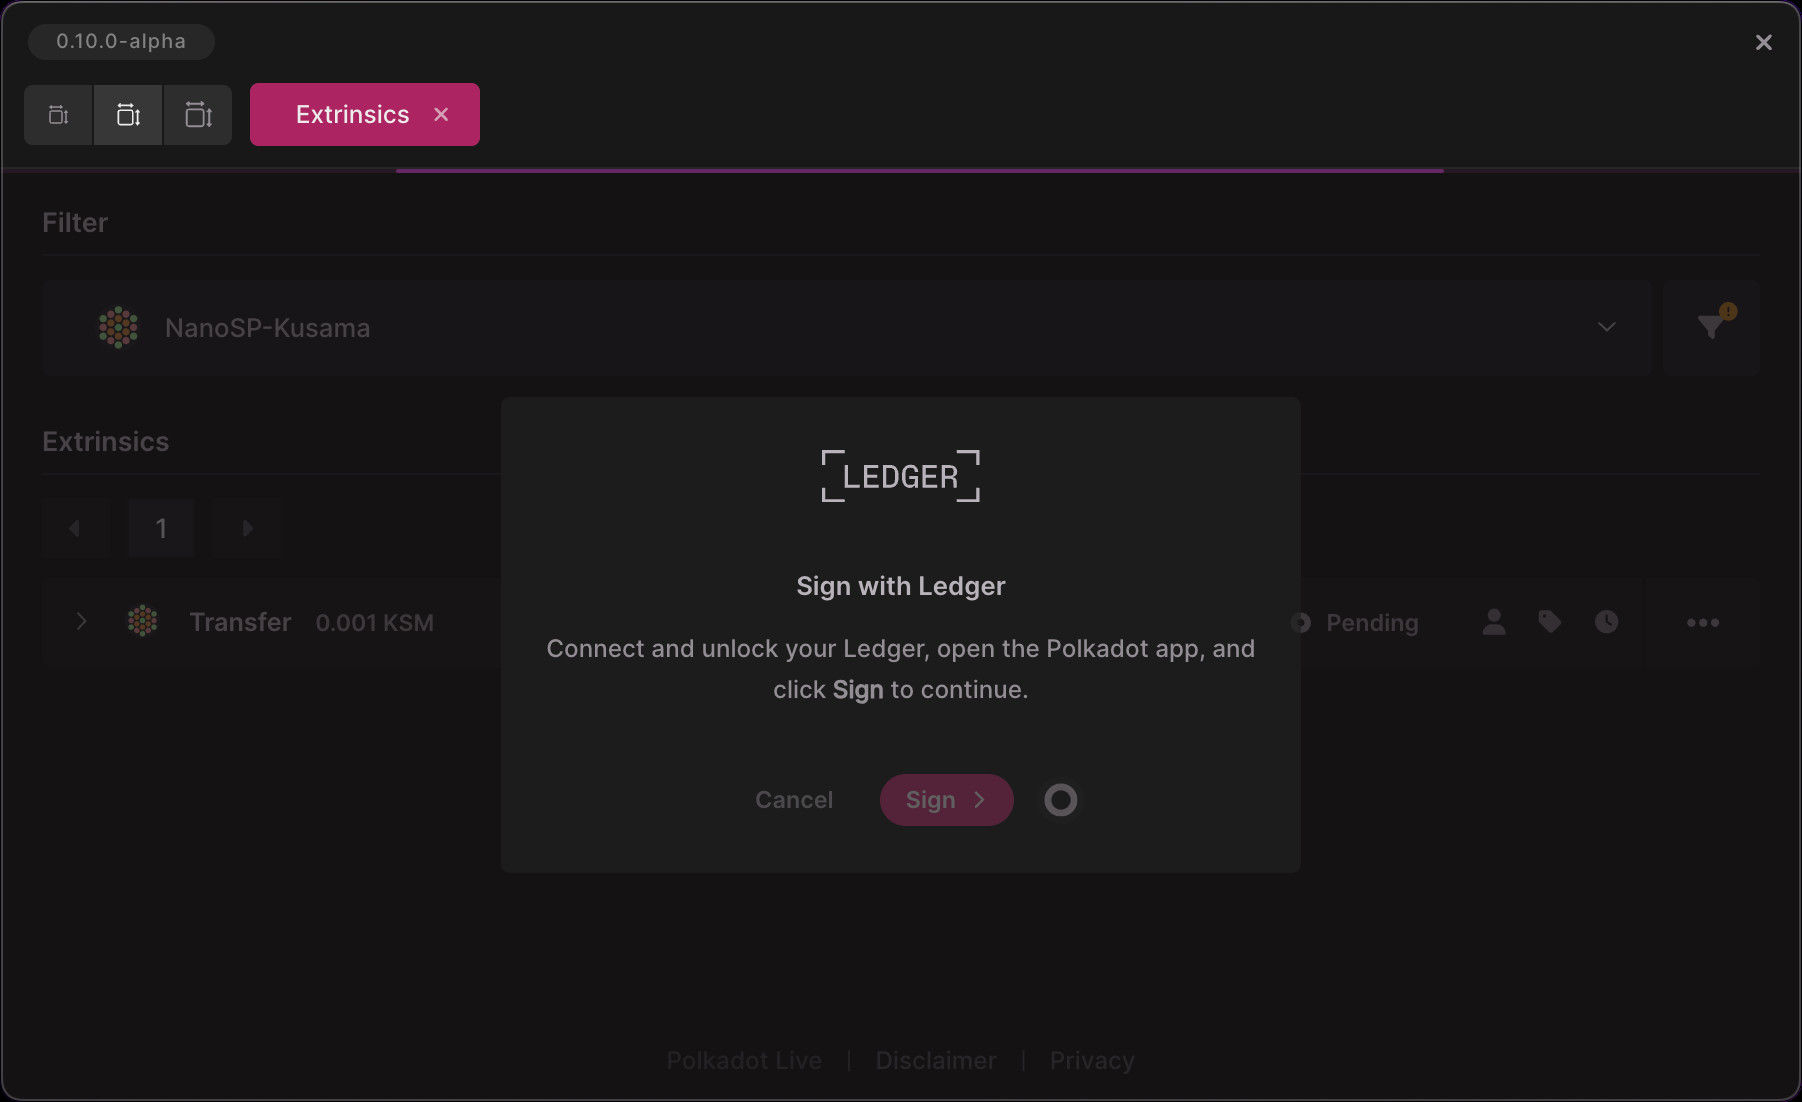 0.10.0-alpha
Extrinsics
Filter
NanoSP-Kusama
Extrinsics
1
Transfer 0.001 KSM
Pending
LEDGER
Sign with Ledger
Connect and unlock your Ledger, open the Polkadot app, and
click Sign to continue.
Cancel
Sign
Polkadot Live | Disclaimer | Privacy